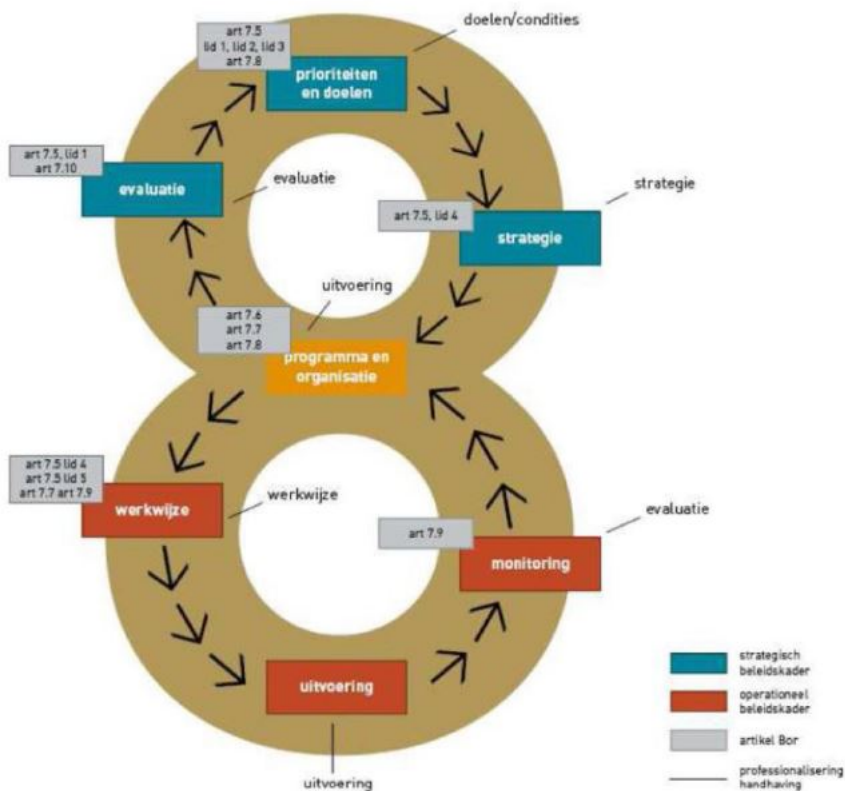 doelen/condities
art 7.5
lid 1, lid 2, lid 3
art 7.8
prioriteiten
en doelen
art 7.5, lid 1
art 7.10
evaluatie
evaluatie
art 7.5, lid 4
strategie
strategie
uitvoering
art 7.6
art 7.7
art 7.8
programma en
organisatie
art 7.5 lid 4
art 7.5 lid 5
art 7.7 art 7.9
werkwijze
werkwijze
art 7.9
evaluatie
monitoring
uitvoering
uitvoering
strategisch
beleidskader
operationeel
beleidskader
artikel Bor
professionalisering
handhaving